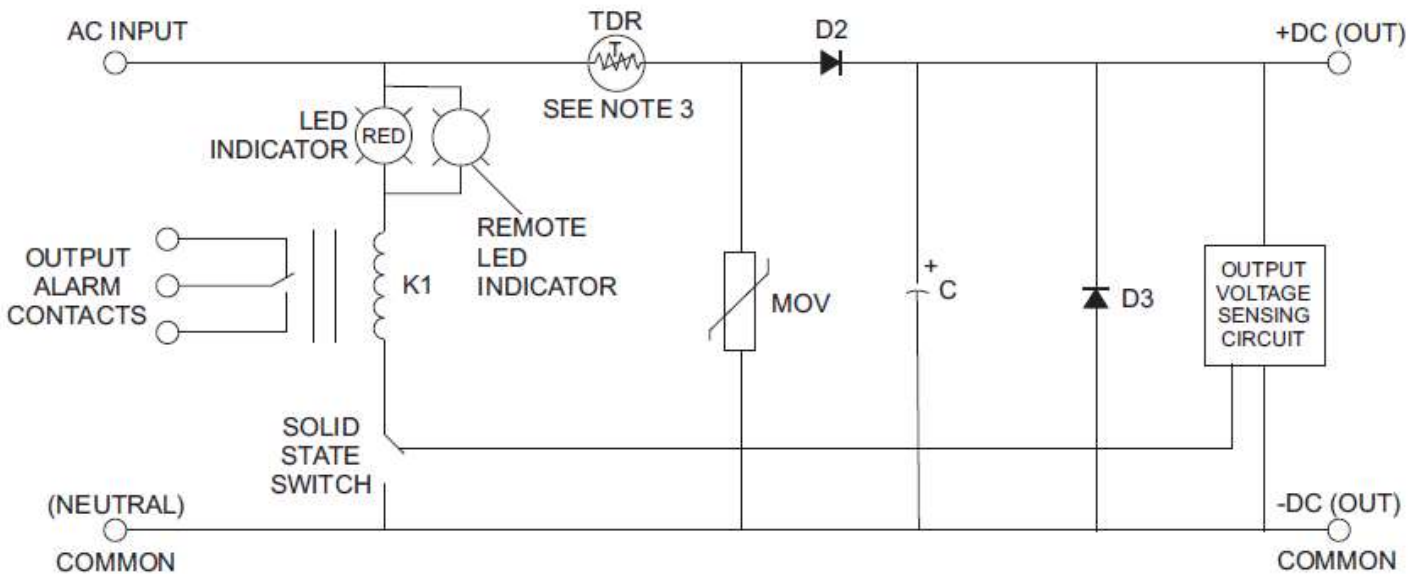 AC INPUT
TDR
T
D2
+DC (OUT)
SEE NOTE 3
LED
INDICATOR
RED
REMOTE
LED
INDICATOR
OUTPUT
ALARM
CONTACTS
K1
MOV
+
C
D3
OUTPUT
VOLTAGE
SENSING
CIRCUIT
SOLID
STATE
SWITCH
(NEUTRAL)
COMMON
-DC (OUT)
COMMON